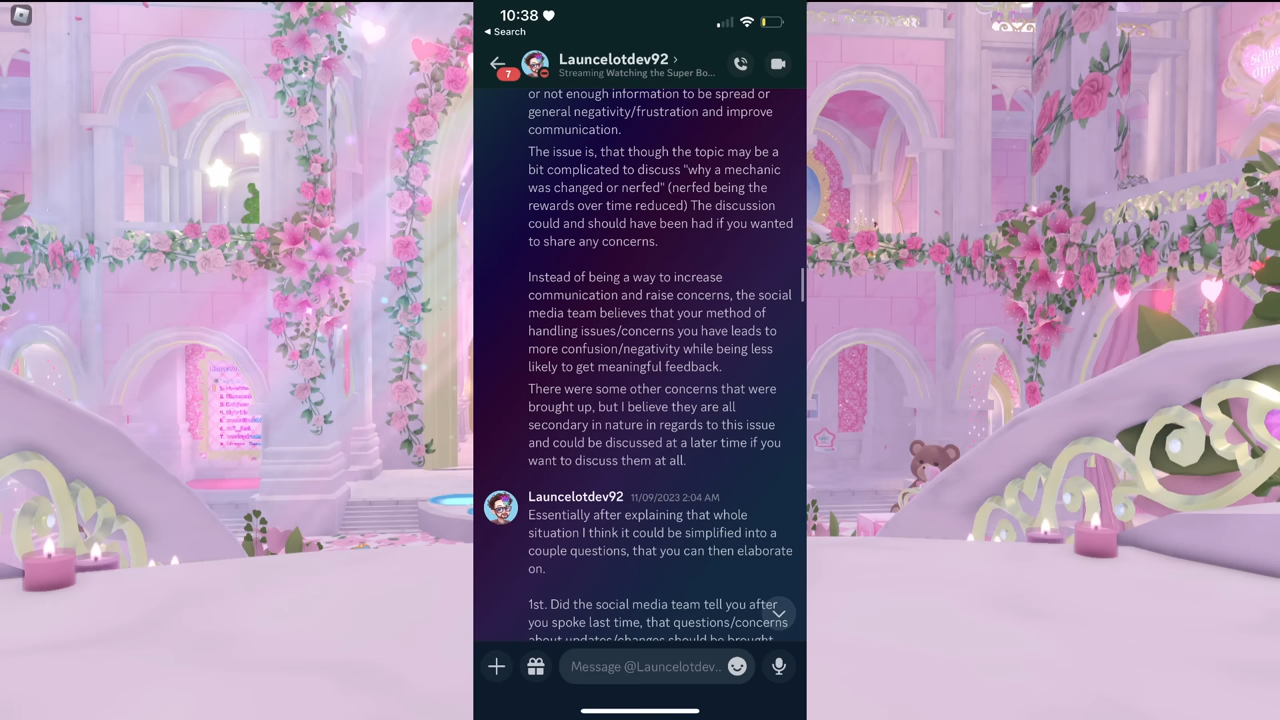 10:38
Search
7
Launcelotdev92
Streaming Watching the Super Bo...
or not enough information to be spread or
general negativity/frustration and improve
communication.
The issue is, that though the topic may be a
bit complicated to discuss "why a mechanic
was changed or nerfed" (nerfed being the
rewards over time reduced) The discussion
could and should have been had if you wanted
to share any concerns.
Instead of being a way to increase
communication and raise concerns, the social
media team believes that your method of
handling issues/concerns you have leads to
more confusion/negativity while being less
likely to get meaningful feedback.
There were some other concerns that were
brought up, but I believe they are all
secondary in nature in regards to this issue
and could be discussed at a later time if you
want to discuss them at all.
Launcelotdev92 11/09/2023 2:04 AM
Essentially after explaining that whole
situation I think it could be simplified into a
couple questions, that you can then elaborate
on.
1st. Did the social media team tell you after
you spoke last time, that questions/concerns
about updates/changes should be brought
Message @Launcelotdev..